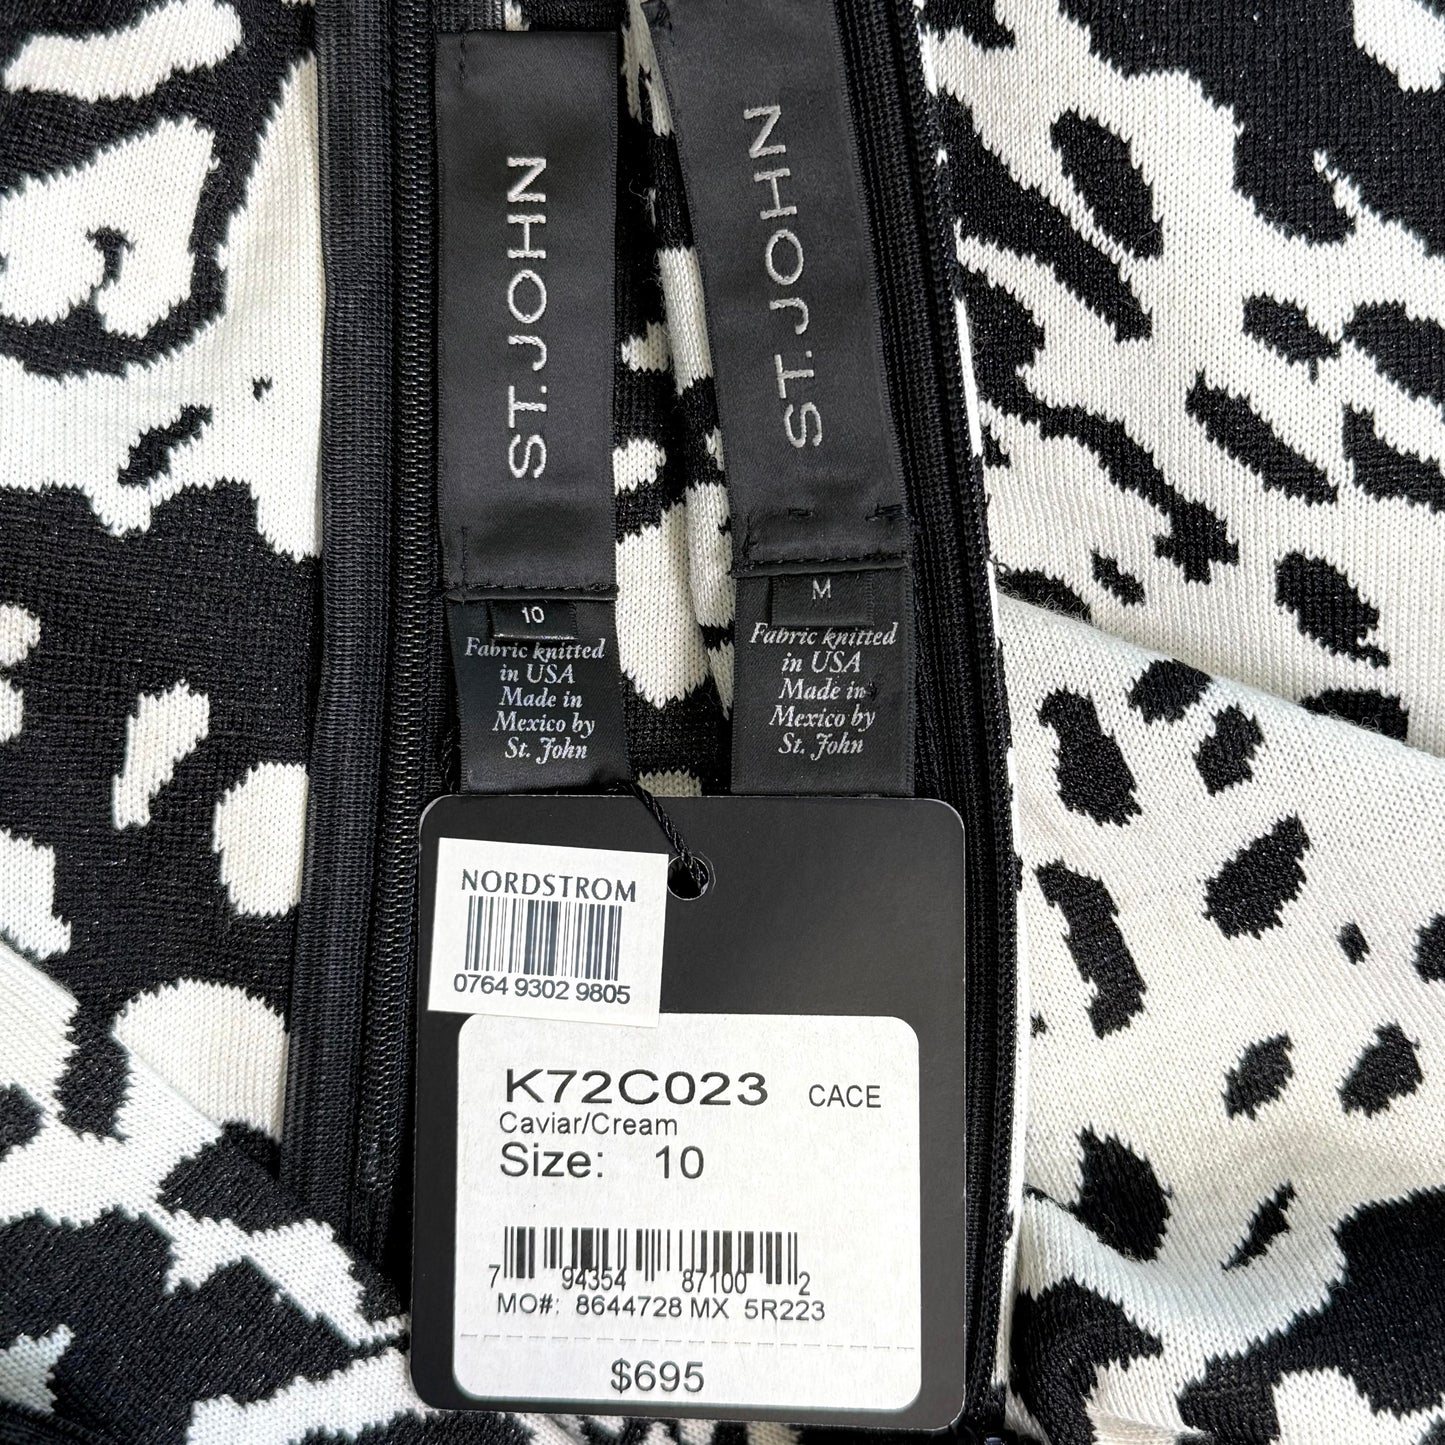 ST. JOHN
10
Fabric knitted
in USA
Made in
Mexico by
St. John
ST. JOHN
M
Fabric knitted
in USA
Made in
Mexico by
St. John
NORDSTROM
0764 9302 9805
K72C023 CACE
Caviar/Cream
Size: 10
7 94354 87100 2
MO#: 8644728 MX 5R223
$695